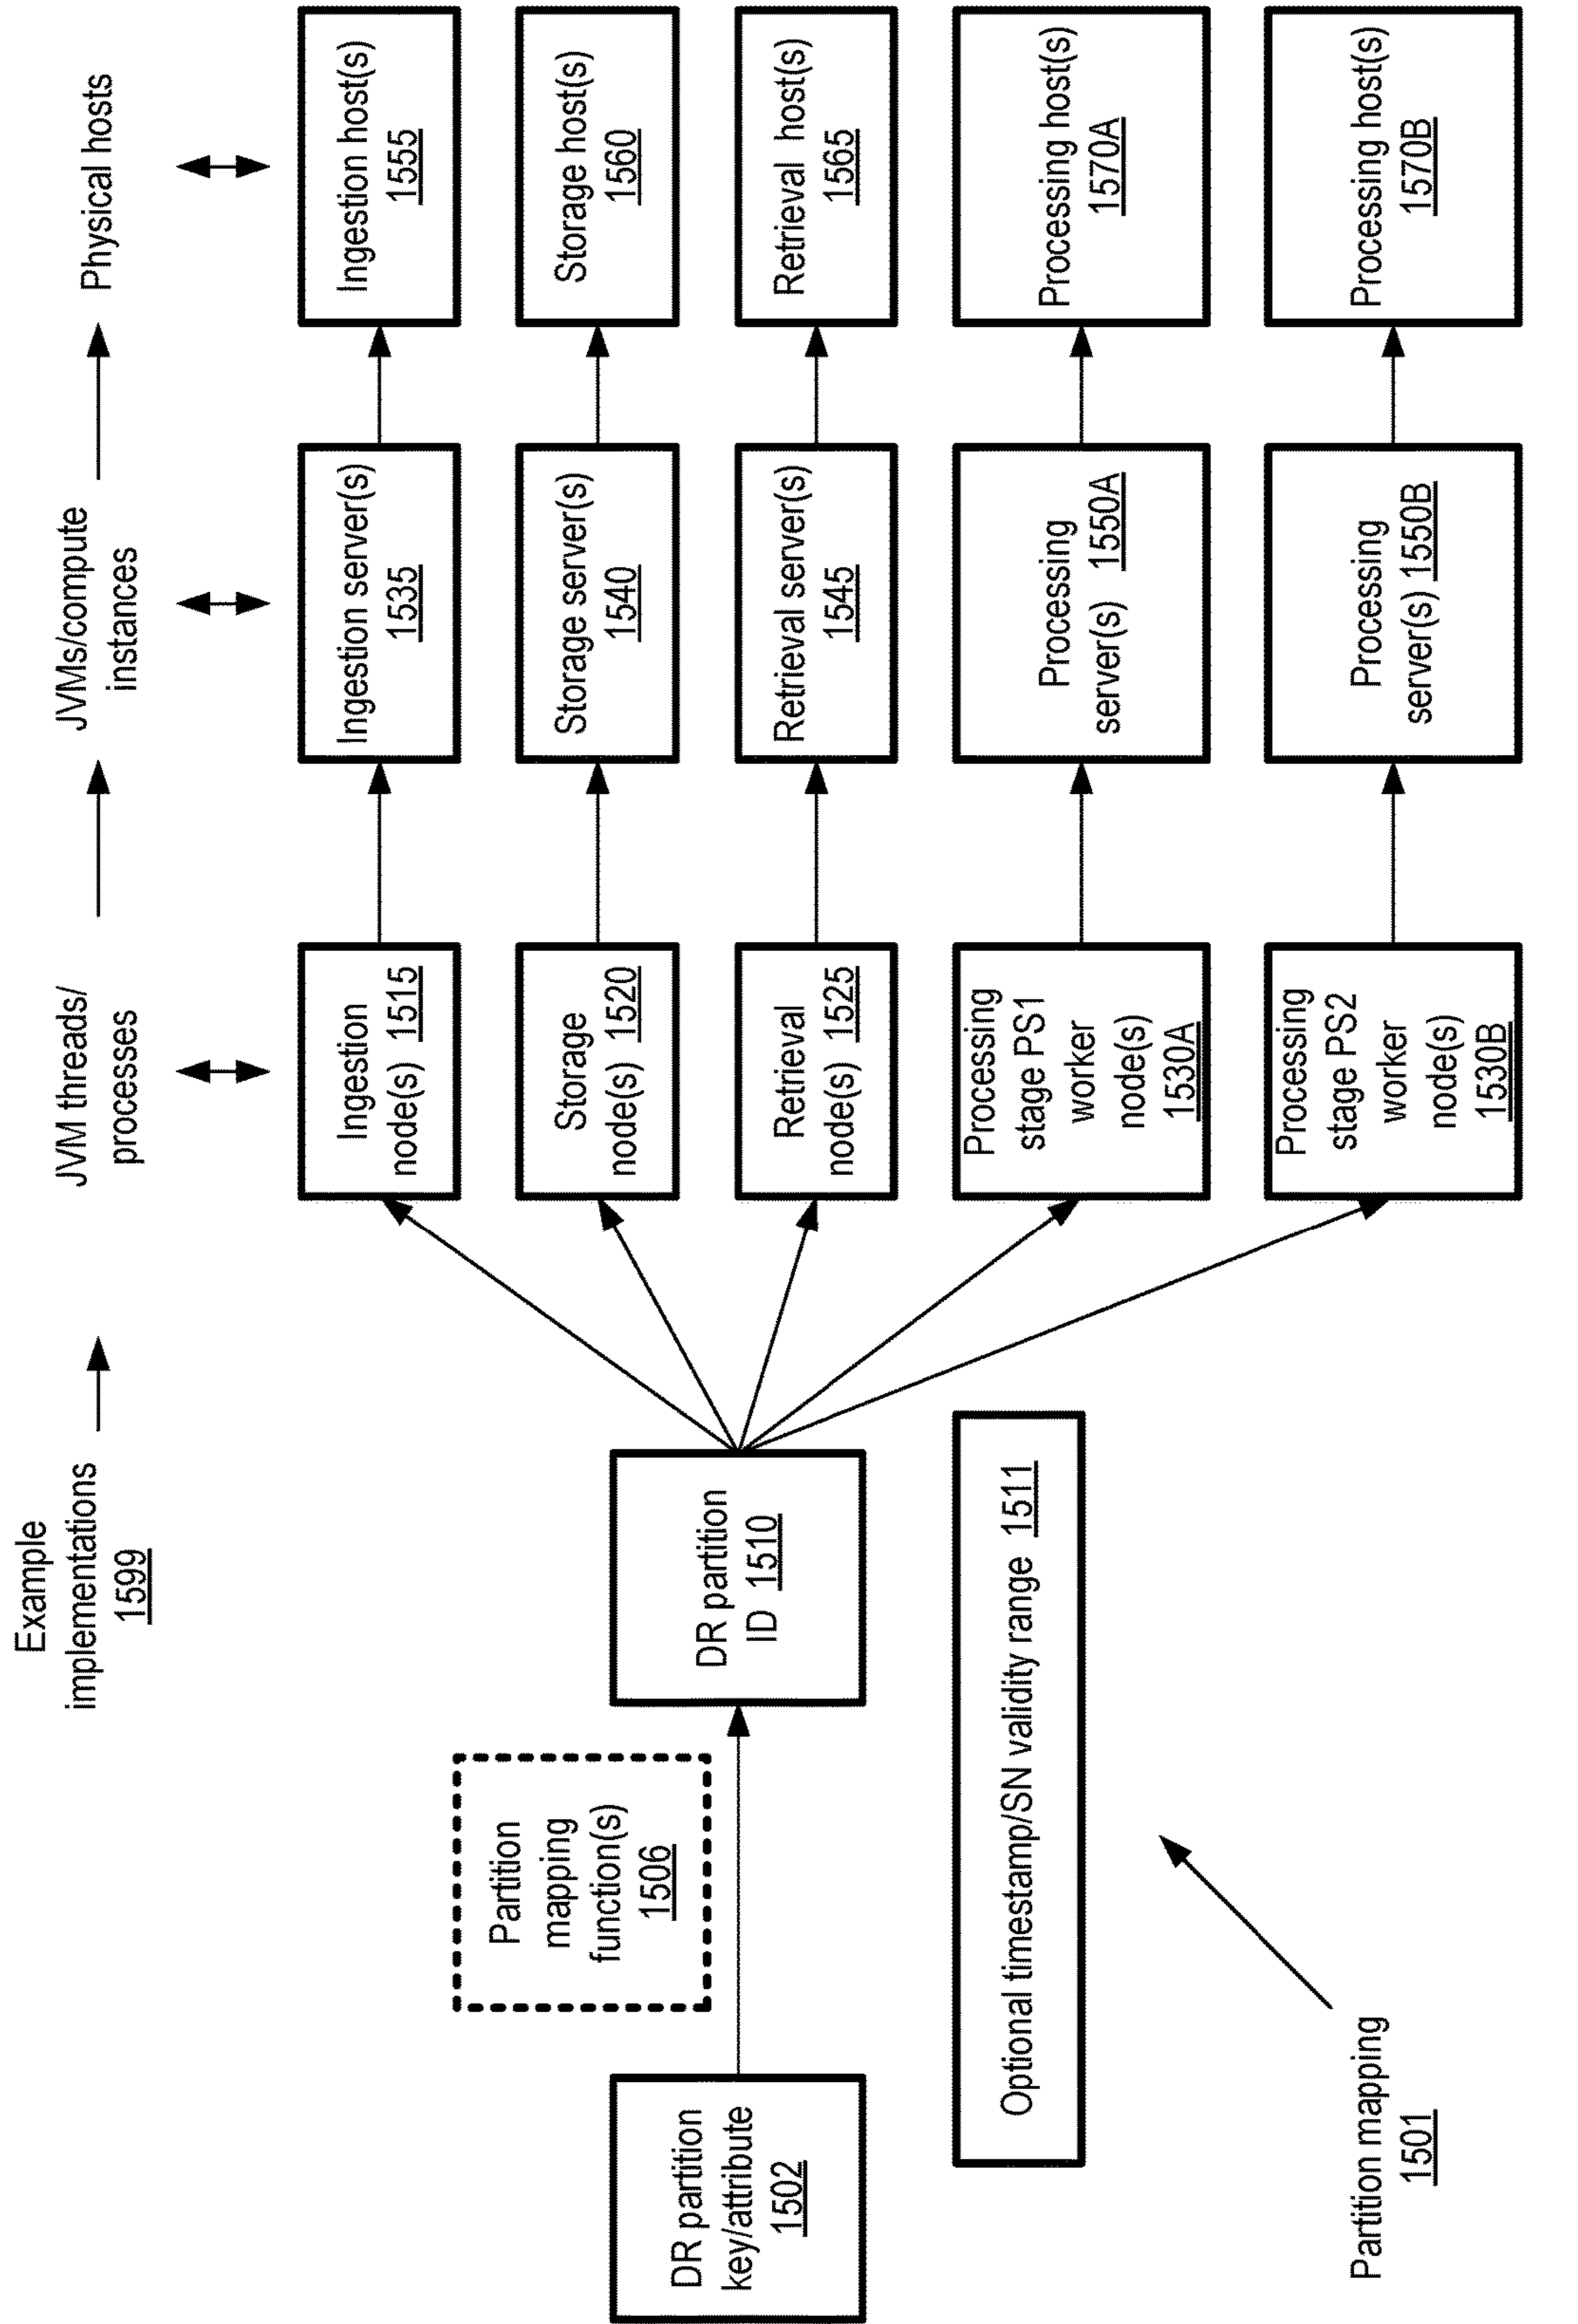 Example
implementations
1599
JVM threads/
processes
JVMs/compute
instances
Physical hosts
DR partition
key/attribute
1502
Partition
mapping
function(s)
1506
DR partition
ID 1510
Optional timestamp/SN validity range 1511
Partition mapping
1501
Ingestion
node(s) 1515
Ingestion server(s)
1535
Ingestion host(s)
1555
Storage
node(s) 1520
Storage server(s)
1540
Storage host(s)
1560
Retrieval
node(s) 1525
Retrieval server(s)
1545
Retrieval host(s)
1565
Processing
stage PS1
worker
node(s)
1530A
Processing
server(s) 1550A
Processing host(s)
1570A
Processing
stage PS2
worker
node(s)
1530B
Processing
server(s) 1550B
Processing host(s)
1570B